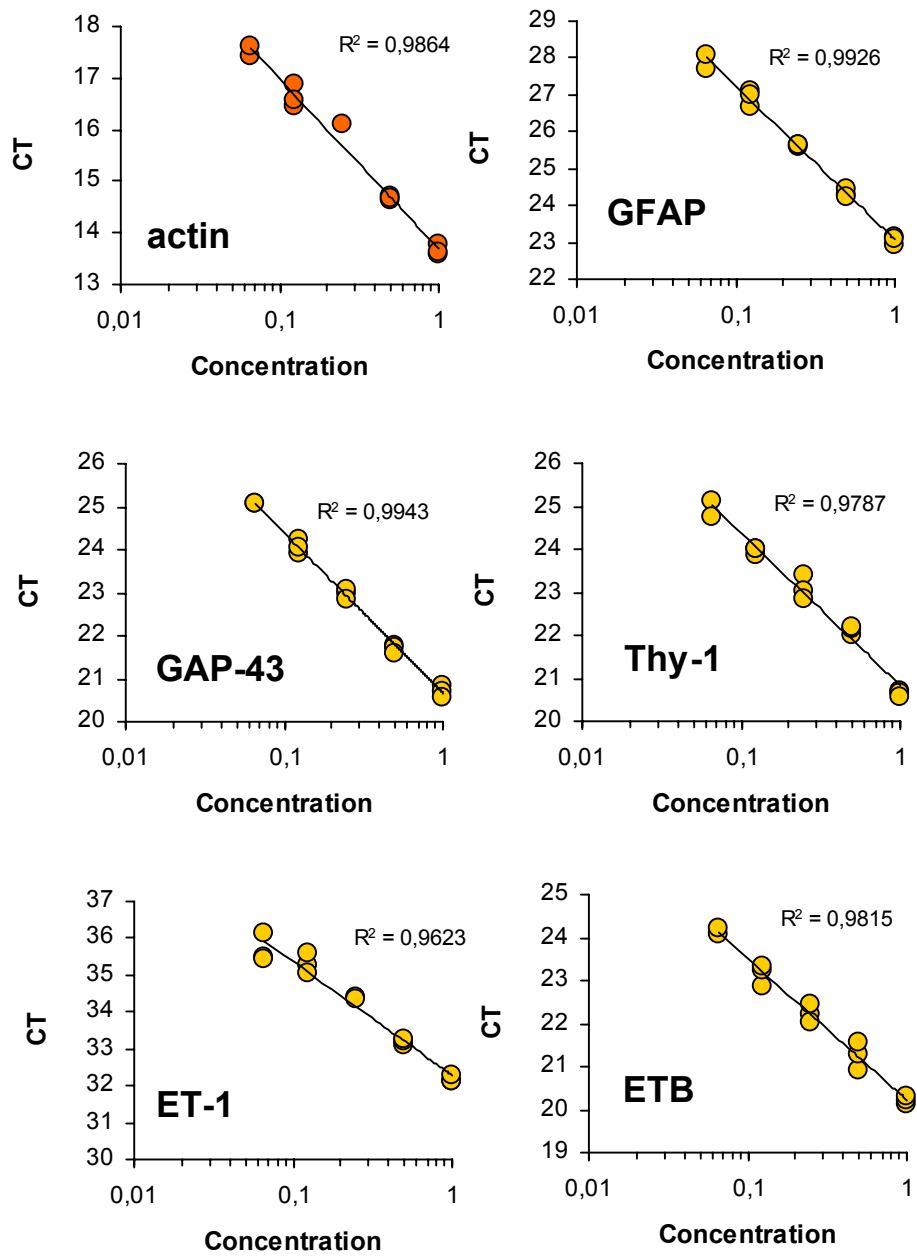 18
17
16
15
14
13
CT
R² = 0,9864
actin
0,01 0,1 1
Concentration
29
28
27
26
25
24
23
22
CT
R² = 0,9926
GFAP
0,01 0,1 1
Concentration
26
25
24
23
22
21
20
CT
R² = 0,9943
GAP-43
0,01 0,1 1
Concentration
26
25
24
23
22
21
20
CT
R² = 0,9787
Thy-1
0,01 0,1 1
Concentration
37
36
35
34
33
32
31
30
CT
R² = 0,9623
ET-1
0,01 0,1 1
Concentration
25
24
23
22
21
20
19
CT
R² = 0,9815
ETB
0,01 0,1 1
Concentration